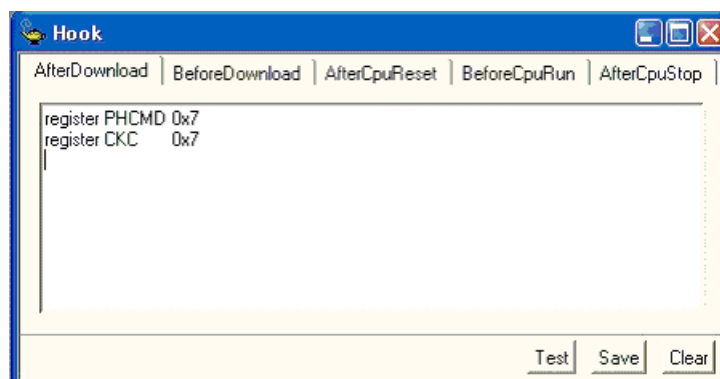 Hook
AfterDownload BeforeDownload AfterCpuReset BeforeCpuRun AfterCpuStop
register PHCMD 0x7
register CKC 0x7
Test Save Clear